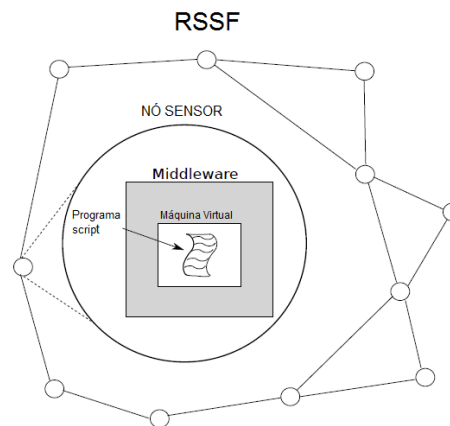 RSSF
NÓ SENSOR
Middleware
Máquina Virtual
Programa
script